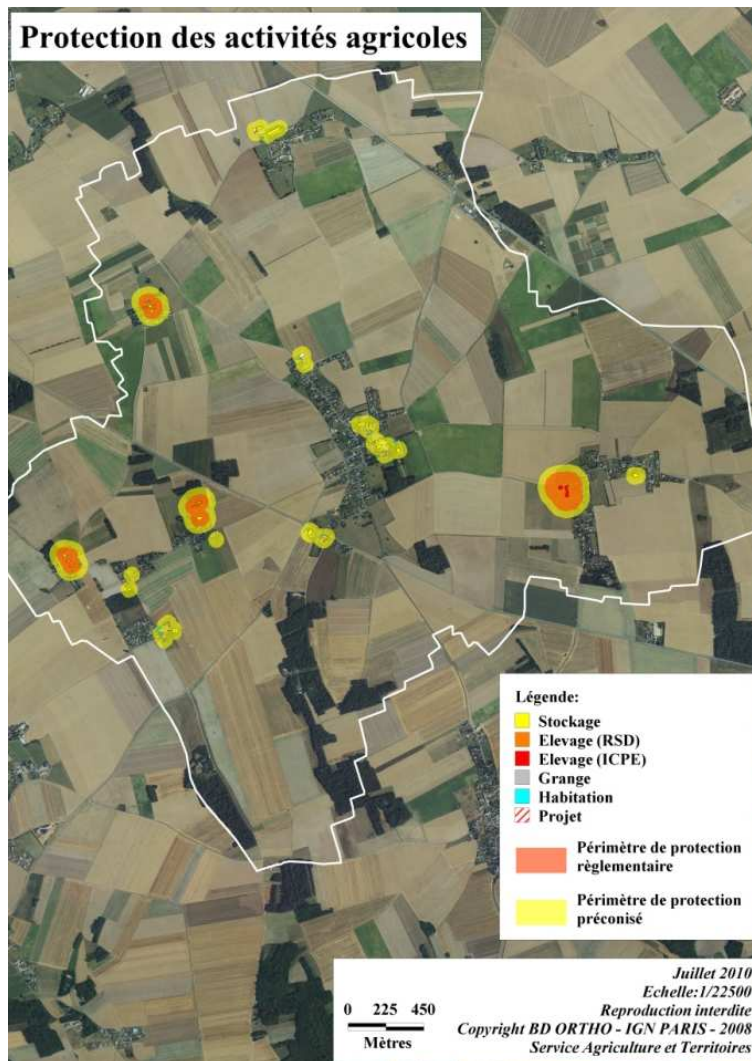 Protection des activités agricoles
Légende:
Stockage
Elevage (RSD)
Elevage (ICPE)
Grange
Habitation
Projet
Périmètre de protection
règlementaire
Périmètre de protection
préconisé
Juillet 2010
Echelle:1/22500
0 225 450
Reproduction interdite
Copyright BD ORTHO - IGN PARIS - 2008
Mètres
Service Agriculture et Territoires